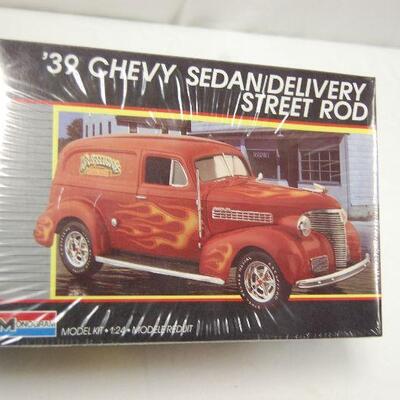 '39 CHEVY SEDAN/DELIVERY
STREET ROD
MONOGRAM
MODEL KIT • 1:24 • MODELE REDUIT